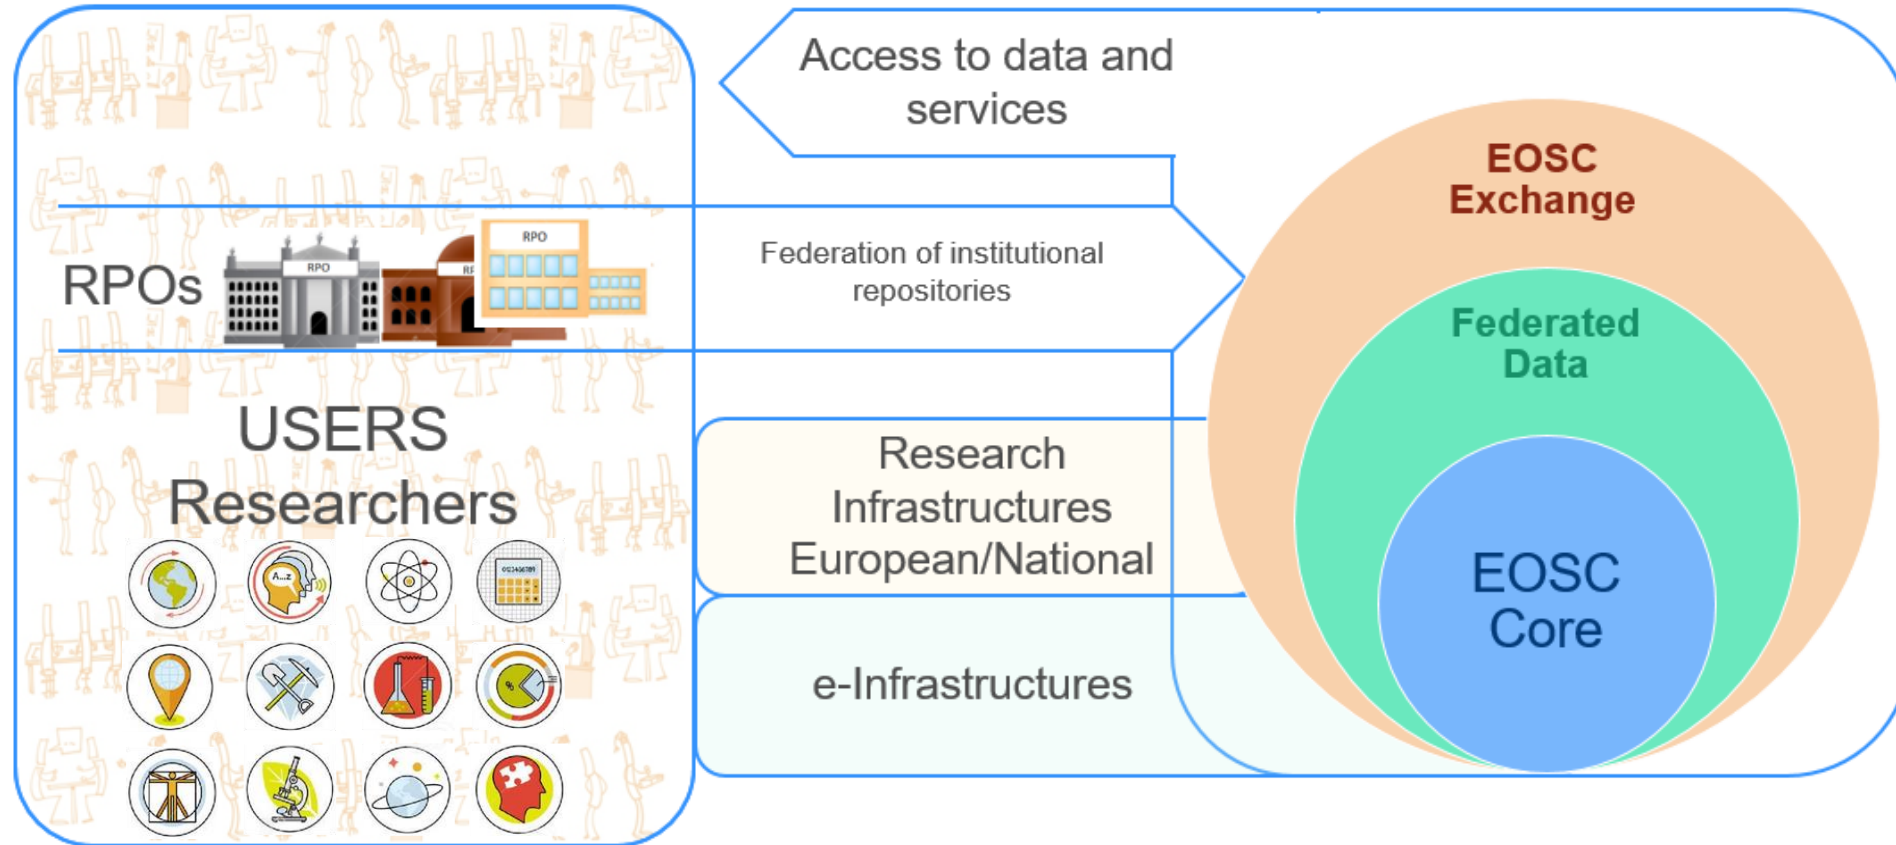 Access to data and
services
EOSC
Exchange
RPO
RPO
RPOs
Federation of institutional
repositories
Federated
Data
USERS
Researchers
Research
Infrastructures
European/National
A...z
0123456789
EOSC
Core
e-Infrastructures